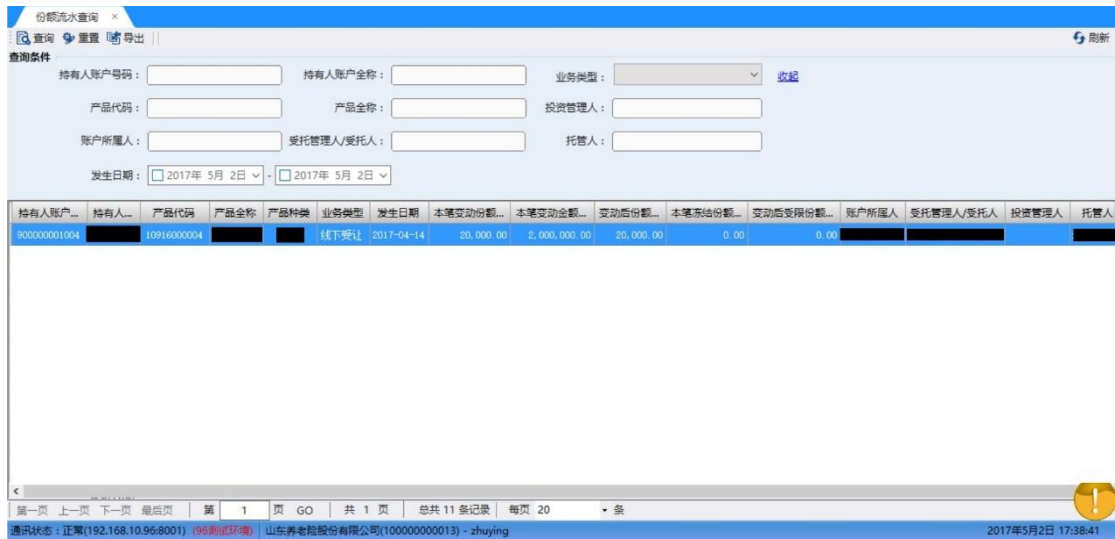 份额流水查询 ×
查询 重置 导出 刷新
查询条件
持有人账户号码： 持有人账户全称： 业务类型： 收起
产品代码： 产品全称： 投资管理人：
账户所属人： 受托管理人/受托人： 托管人：
发生日期： 2017年 5月 2日 - 2017年 5月 2日
持有人账户... 持有人... 产品代码 产品全称 产品种类 业务类型 发生日期 本笔变动份额... 本笔变动金额... 变动后份额... 本笔冻结份额... 变动后受限份额... 账户所属人 受托管理人/受托人 投资管理人 托管人
900000001004 10916000004 线下受让 2017-04-14 20,000.00 2,000,000.00 20,000.00 0.00 0.00
第一页 上一页 下一页 最后页 第 1 页 GO 共 1 页 总共 11 条记录 每页 20 条
通讯状态：正常(192.168.10.96:8001) (96测试环境) 山东养老险股份有限公司(100000000013) - zhuying 2017年5月2日 17:38:41